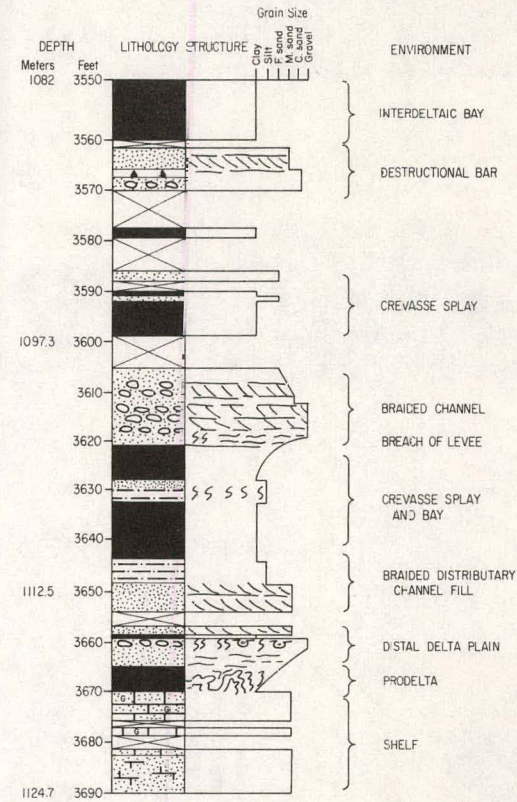 Grain Size
DEPTH LITHOLOGY STRUCTURE Clay Silt F. sand M. sand C. sand Gravel ENVIRONMENT
Meters Feet
1082 3550
INTERDELTAIC BAY
3560
DESTRUCTIONAL BAR
3570
3580
3590
CREVASSE SPLAY
1097.3 3600
3610
BRAIDED CHANNEL
3620
BREACH OF LEVEE
3630
CREVASSE SPLAY
AND BAY
3640
BRAIDED DISTRIBUTARY
CHANNEL FILL
1112.5 3650
3660
DISTAL DELTA PLAIN
PRODELTA
3670
G
G
SHELF
3680
1124.7 3690